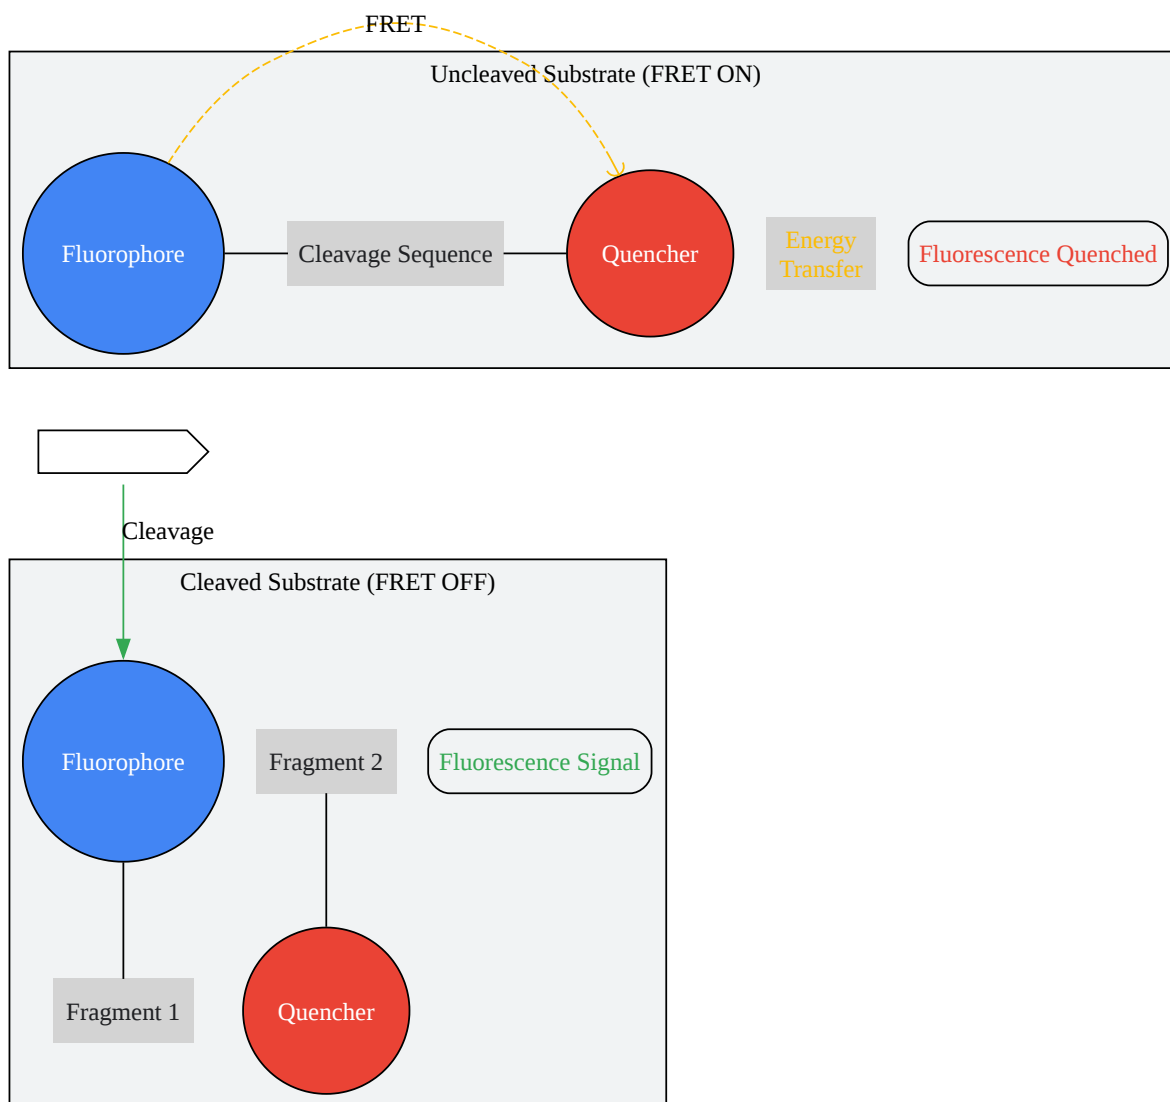 FRET
Uncleaved Substrate (FRET ON)
Fluorophore
Cleavage Sequence
Quencher
Energy
Transfer
Fluorescence Quenched
Cleavage
Cleaved Substrate (FRET OFF)
Fluorophore
Fragment 2
Fluorescence Signal
Fragment 1
Quencher